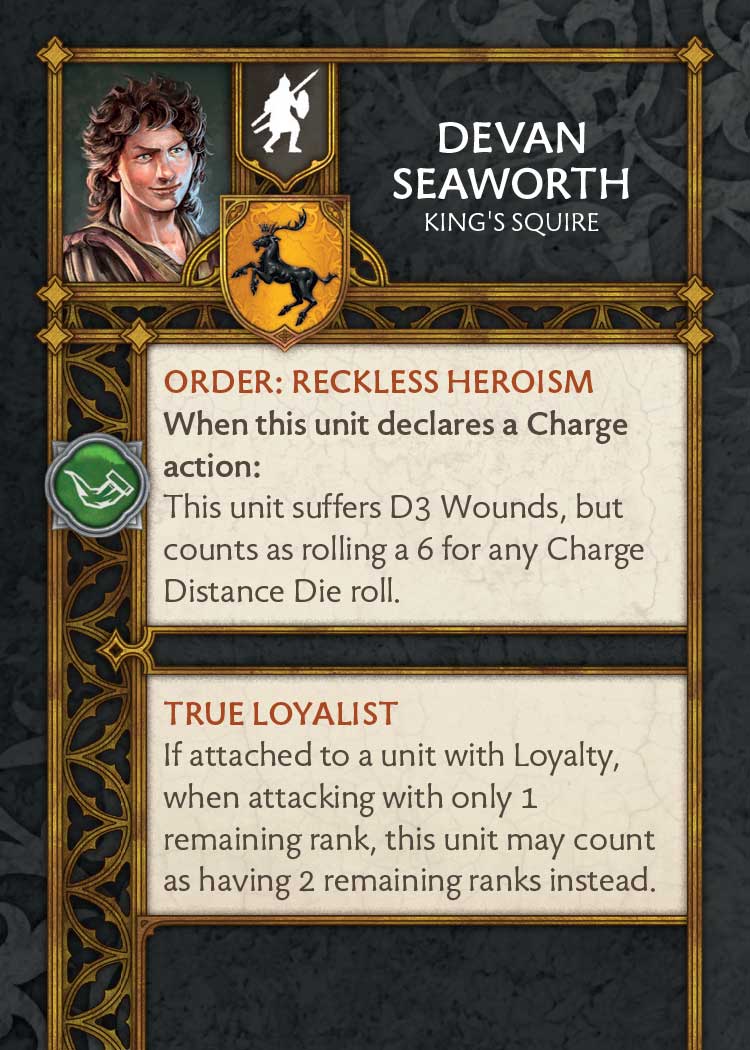 DEVAN
SEAWORTH
KING'S SQUIRE
ORDER: RECKLESS HEROISM
When this unit declares a Charge
action:
This unit suffers D3 Wounds, but
counts as rolling a 6 for any Charge
Distance Die roll.
TRUE LOYALIST
If attached to a unit with Loyalty,
when attacking with only 1
remaining rank, this unit may count
as having 2 remaining ranks instead.